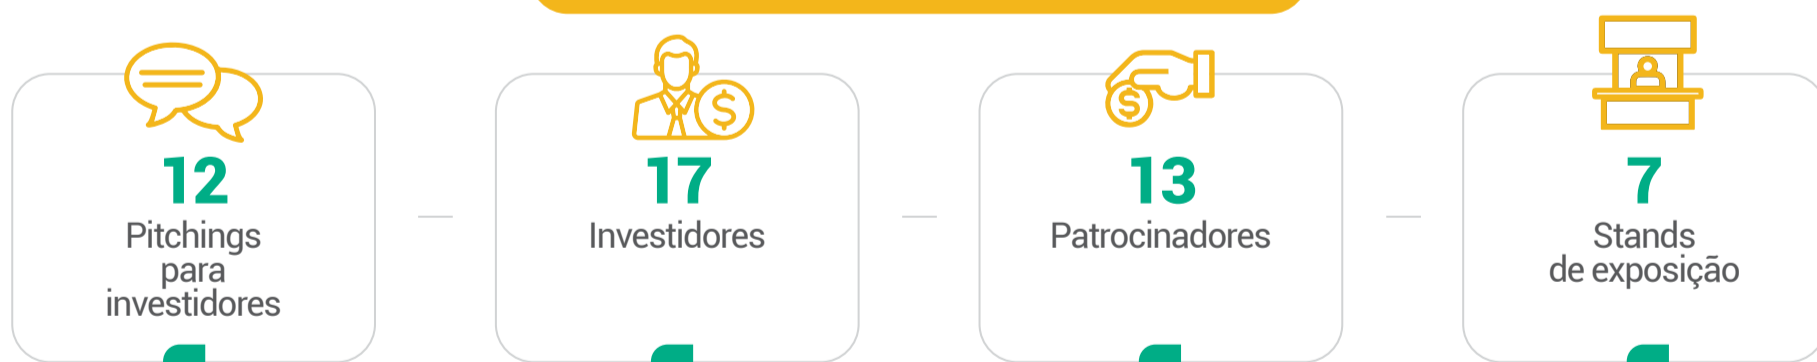 12
Pitchings
para
investidores
17
Investidores
13
Patrocinadores
7
Stands
de exposição